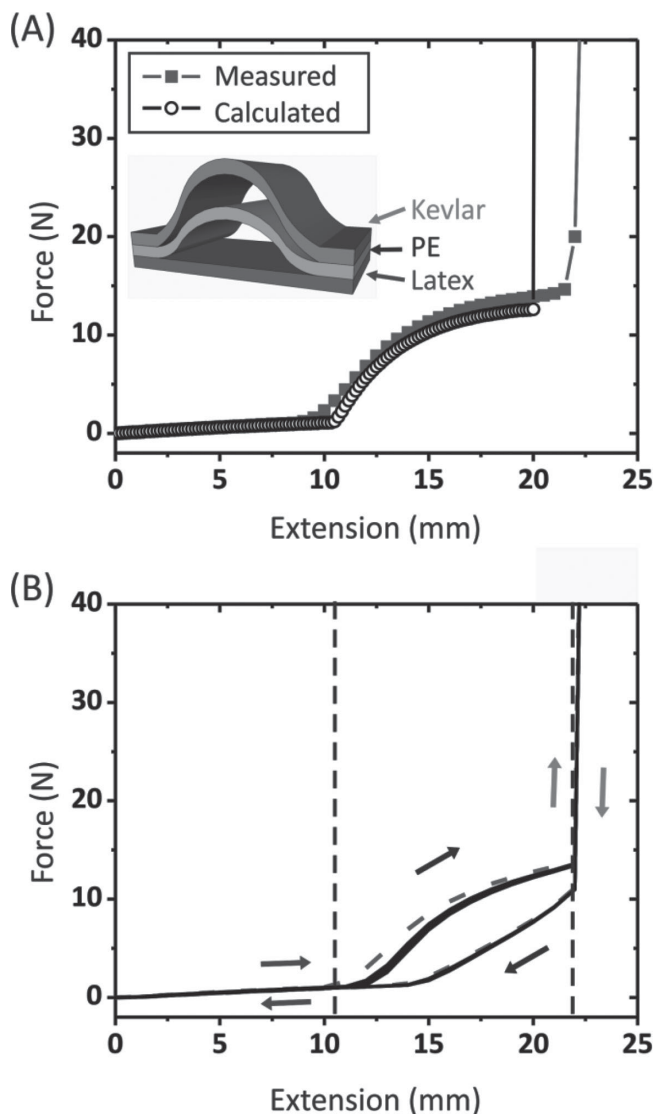 (A)
40
30
20
10
0
Force (N)
Measured
Calculated
Kevlar
PE
Latex
0 5 10 15 20 25
Extension (mm)
(B)
40
30
20
10
0
Force (N)
0 5 10 15 20 25
Extension (mm)